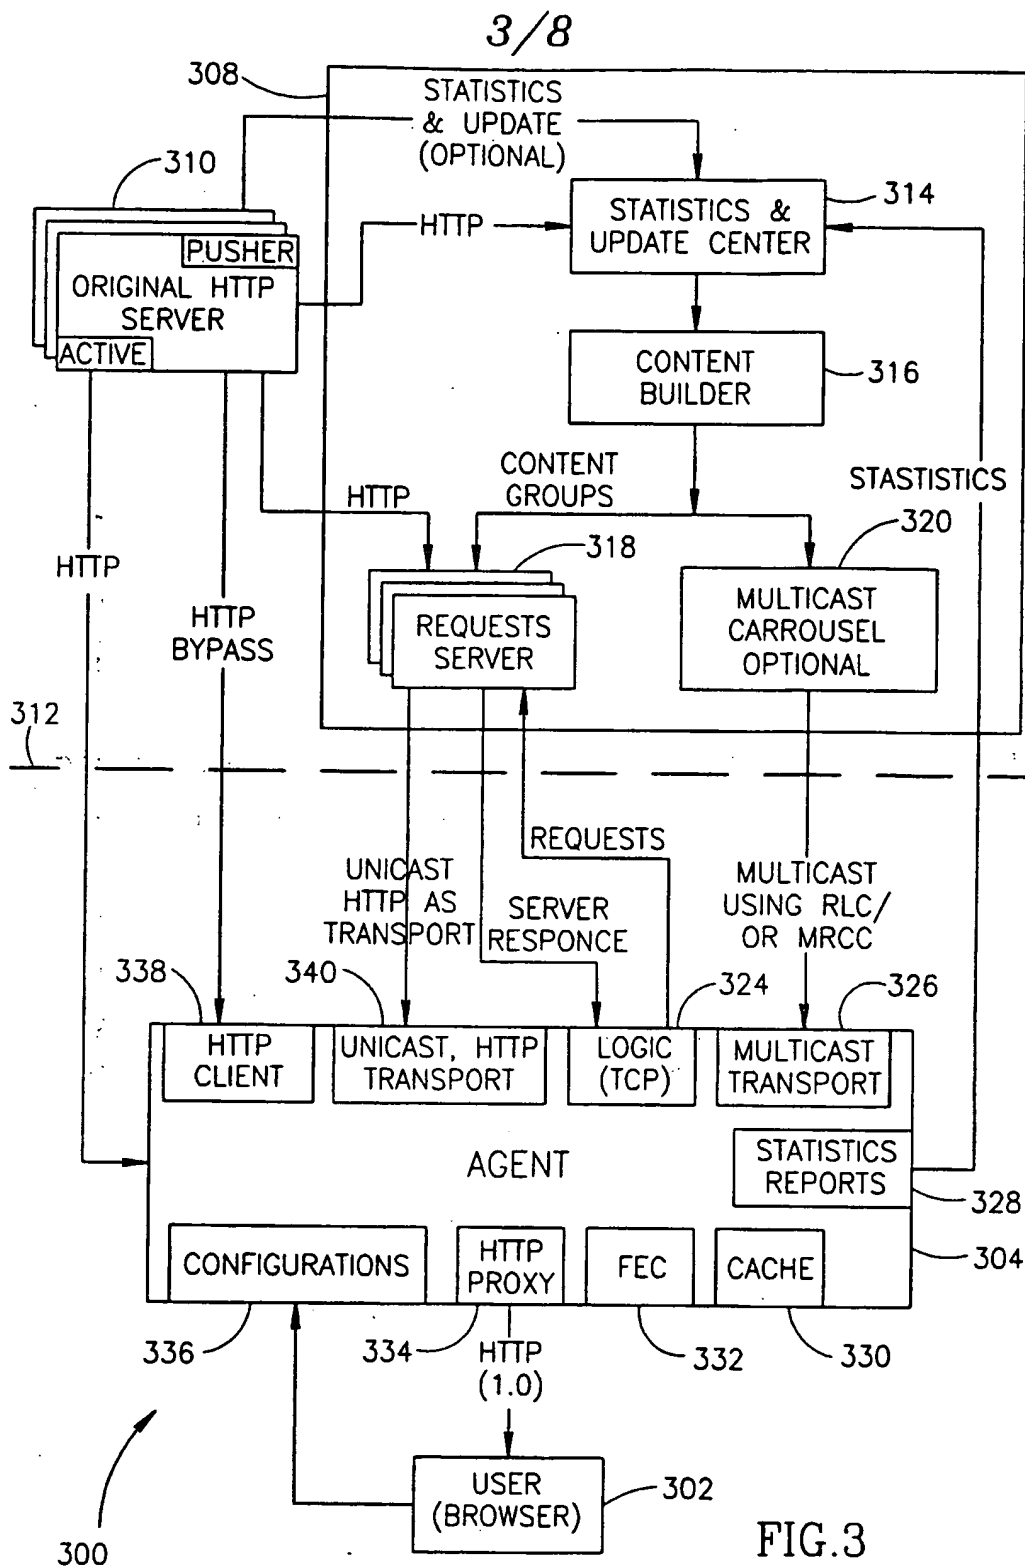 3/8
308
STATISTICS
& UPDATE
(OPTIONAL)
310
314
HTTP
STATISTICS &
UPDATE CENTER
PUSHER
ORIGINAL HTTP
SERVER
ACTIVE
CONTENT
BUILDER
316
CONTENT
GROUPS
HTTP
STASTISTICS
320
318
HTTP
HTTP
BYPASS
REQUESTS
SERVER
MULTICAST
CARROUSEL
OPTIONAL
312
REQUESTS
UNICAST
HTTP AS
TRANSPORT
SERVER
RESPONCE
MULTICAST
USING RLC/
OR MRCC
338
340
324
326
HTTP
CLIENT
UNICAST, HTTP
TRANSPORT
LOGIC
(TCP)
MULTICAST
TRANSPORT
AGENT
STATISTICS
REPORTS
328
304
CONFIGURATIONS
HTTP
PROXY
FEC
CACHE
336
334
332
330
HTTP
(1.0)
USER
(BROWSER)
302
300
FIG.3